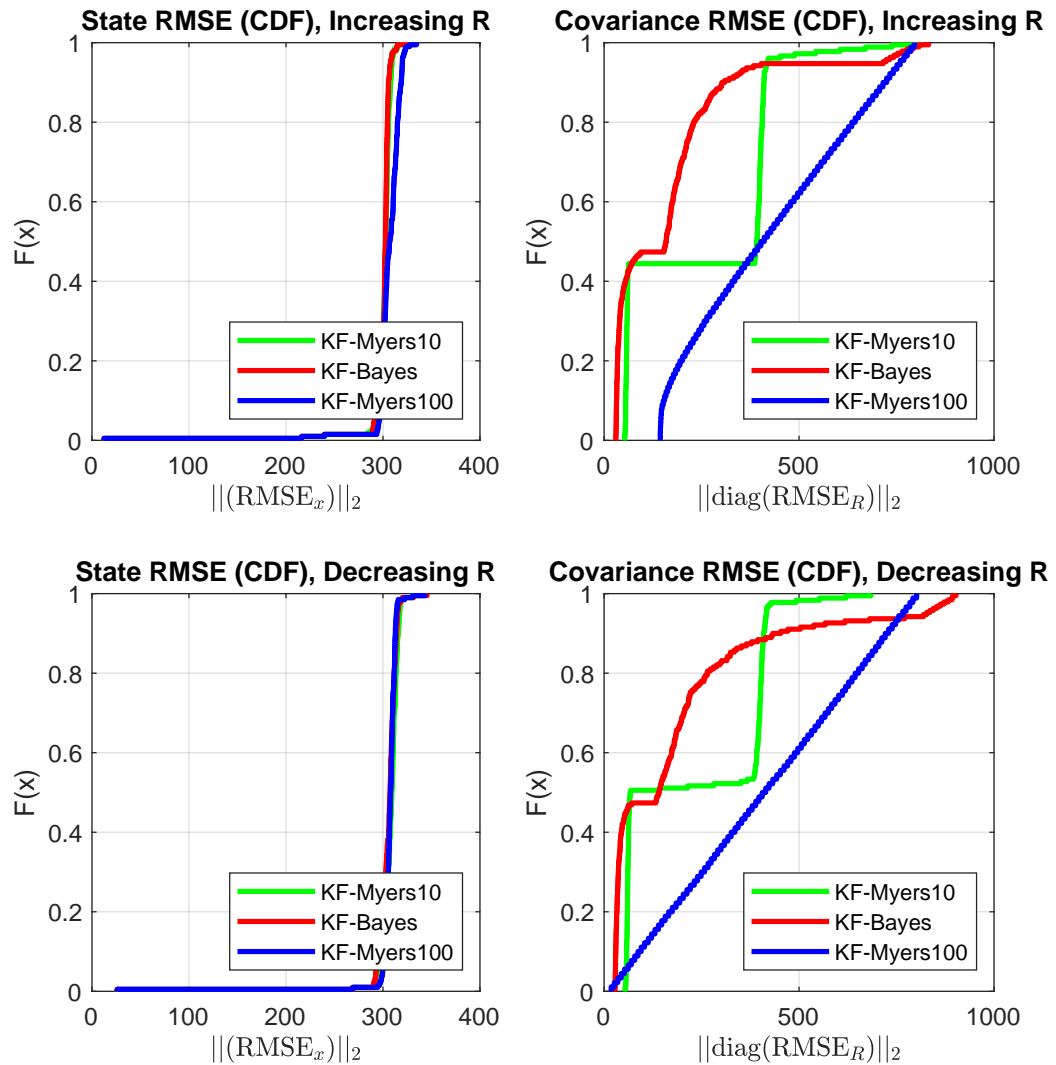 State RMSE (CDF), Increasing R
F(x)
1
0.8
0.6
0.4
0.2
0
KF-Myers10
KF-Bayes
KF-Myers100
0 100 200 300 400
||(RMSE_x)||_2
Covariance RMSE (CDF), Increasing R
F(x)
1
0.8
0.6
0.4
0.2
0
KF-Myers10
KF-Bayes
KF-Myers100
0 500 1000
||diag(RMSE_R)||_2
State RMSE (CDF), Decreasing R
F(x)
1
0.8
0.6
0.4
0.2
0
KF-Myers10
KF-Bayes
KF-Myers100
0 100 200 300 400
||(RMSE_x)||_2
Covariance RMSE (CDF), Decreasing R
F(x)
1
0.8
0.6
0.4
0.2
0
KF-Myers10
KF-Bayes
KF-Myers100
0 500 1000
||diag(RMSE_R)||_2